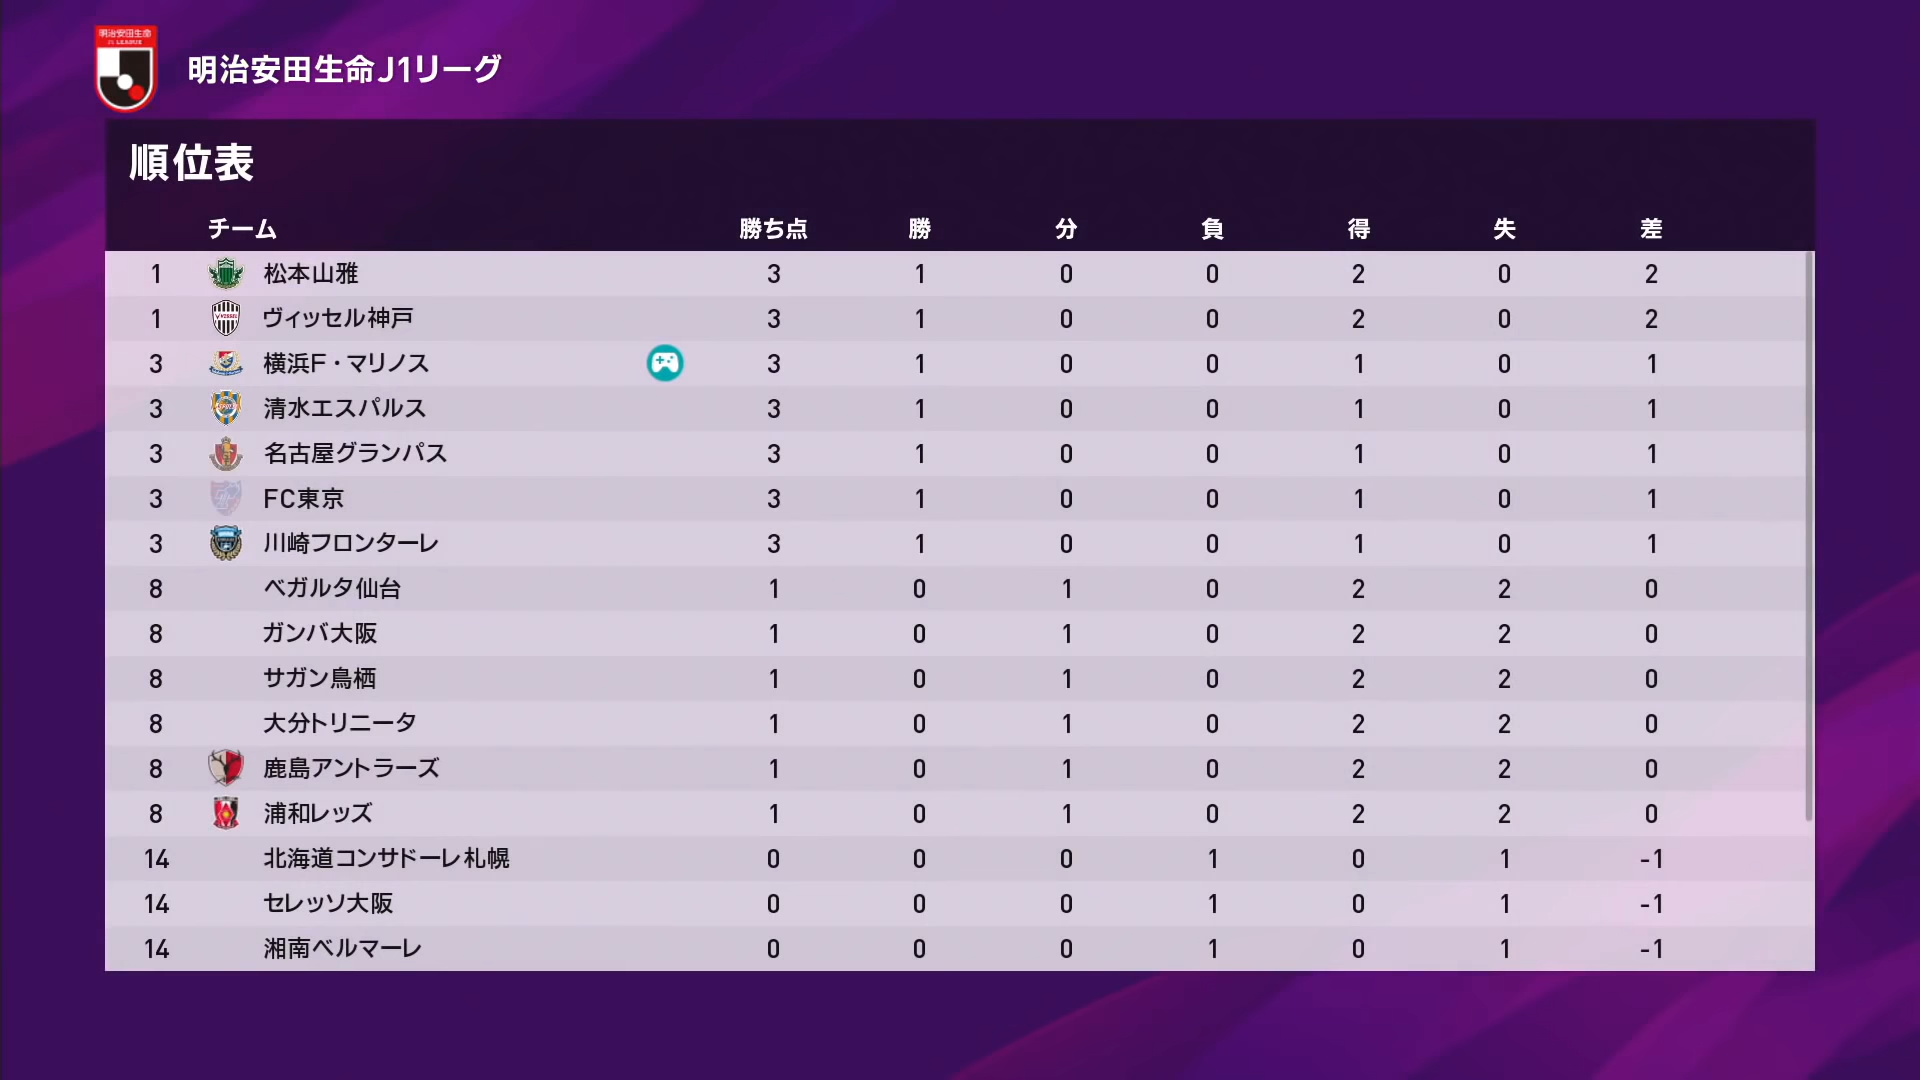 明治安田生命
J1 LEAGUE
明治安田生命J1リーグ
順位表
チーム 勝ち点 勝 分 負 得 失 差
1 松本山雅 3 1 0 0 2 0 2
1 ヴィッセル神戸 3 1 0 0 2 0 2
3 横浜F・マリノス 3 1 0 0 1 0 1
3 清水エスパルス 3 1 0 0 1 0 1
3 名古屋グランパス 3 1 0 0 1 0 1
3 FC東京 3 1 0 0 1 0 1
3 川崎フロンターレ 3 1 0 0 1 0 1
8 ベガルタ仙台 1 0 1 0 2 2 0
8 ガンバ大阪 1 0 1 0 2 2 0
8 サガン鳥栖 1 0 1 0 2 2 0
8 大分トリニータ 1 0 1 0 2 2 0
8 鹿島アントラーズ 1 0 1 0 2 2 0
8 浦和レッズ 1 0 1 0 2 2 0
14 北海道コンサドーレ札幌 0 0 0 1 0 1 -1
14 セレッソ大阪 0 0 0 1 0 1 -1
14 湘南ベルマーレ 0 0 0 1 0 1 -1